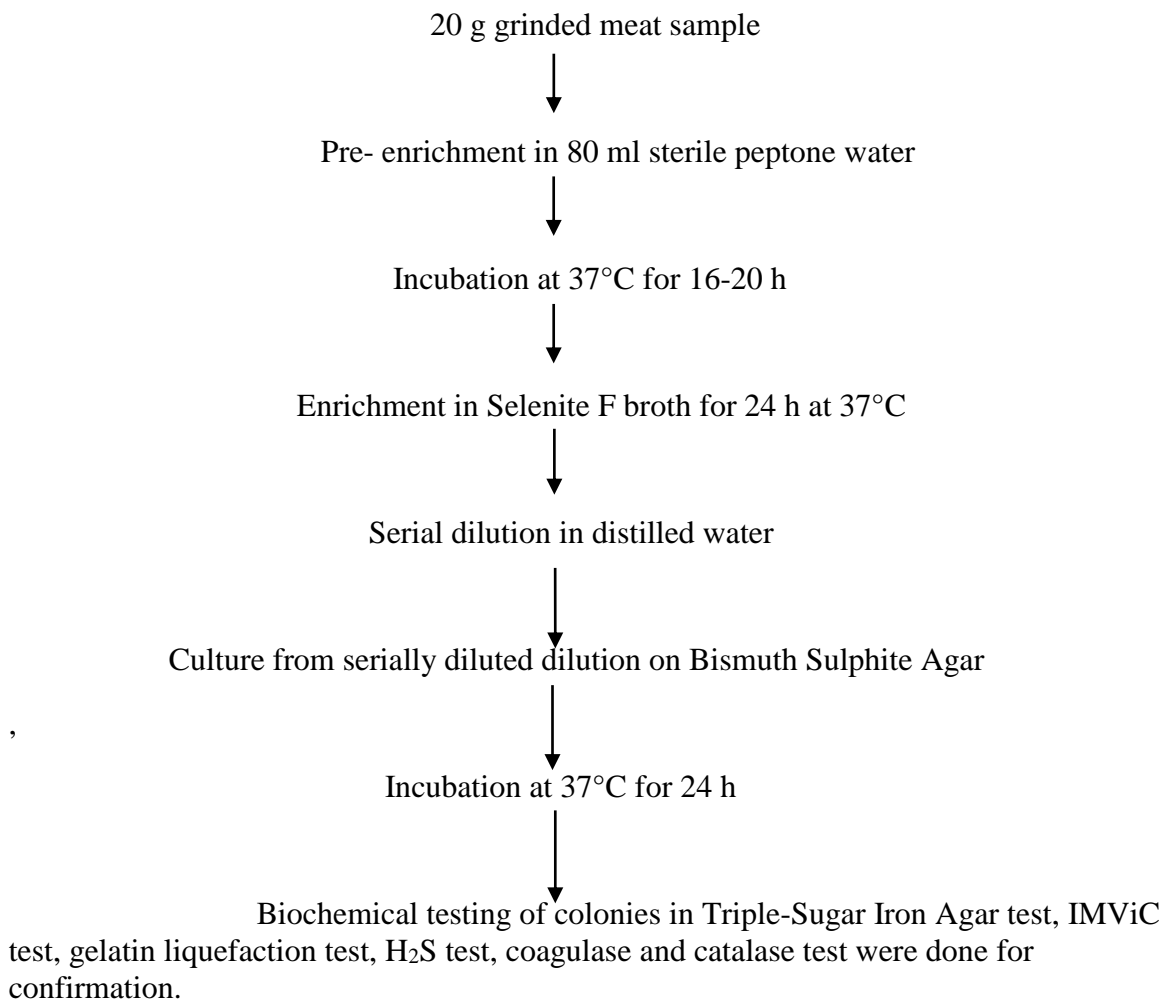 20 g grinded meat sample
Pre- enrichment in 80 ml sterile peptone water
Incubation at 37°C for 16-20 h
Enrichment in Selenite F broth for 24 h at 37°C
Serial dilution in distilled water
Culture from serially diluted dilution on Bismuth Sulphite Agar
,
Incubation at 37°C for 24 h
Biochemical testing of colonies in Triple-Sugar Iron Agar test, IMViC
test, gelatin liquefaction test, H₂S test, coagulase and catalase test were done for
confirmation.